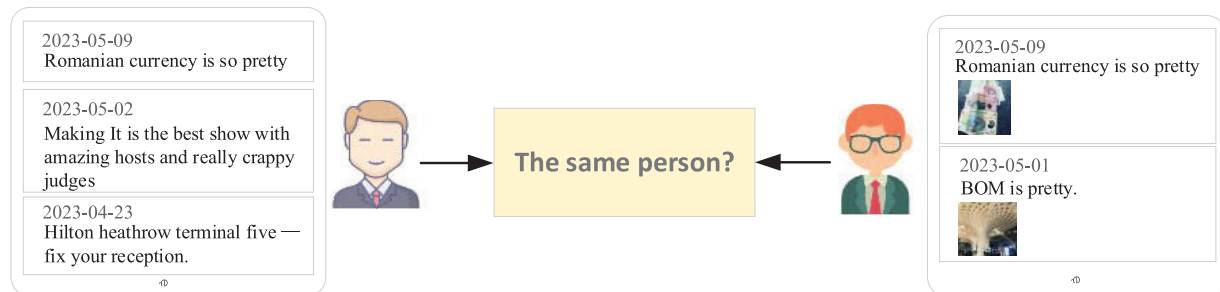 2023-05-09
Romanian currency is so pretty
2023-05-02
Making It is the best show with
amazing hosts and really crappy
judges
2023-04-23
Hilton heathrow terminal five —
fix your reception.
The same person?
2023-05-09
Romanian currency is so pretty
2023-05-01
BOM is pretty.